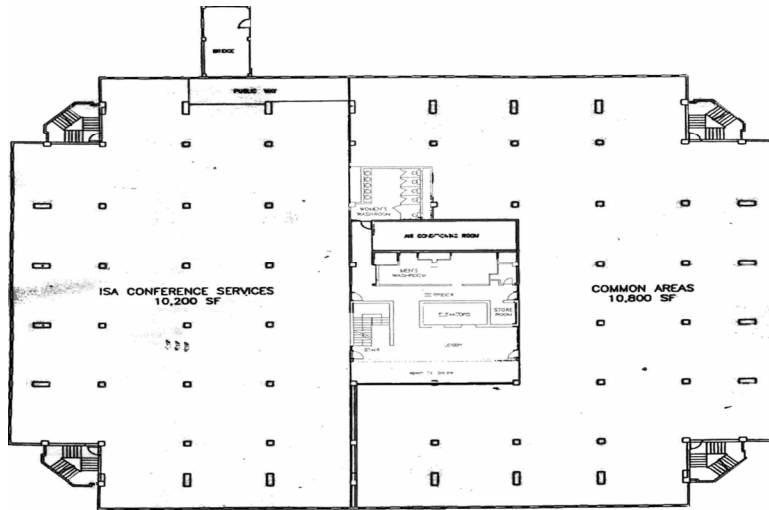 BRIDGE
PUBLIC WAY
WOMEN'S
WASHROOM
AIR CONDITIONING ROOM
MEN'S
WASHROOM
ISA CONFERENCE SERVICES
10,200 SF
COMMON AREAS
10,800 SF
CORRIDOR
ELEVATORS
STORE
ROOM
STAIR
LOBBY